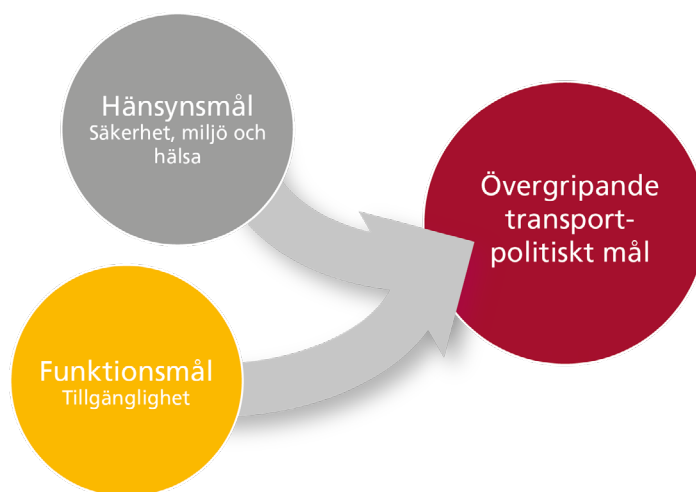 Hänsynsmål
Säkerhet, miljö och
hälsa
Övergripande
transport-
politiskt mål
Funktionsmål
Tillgänglighet